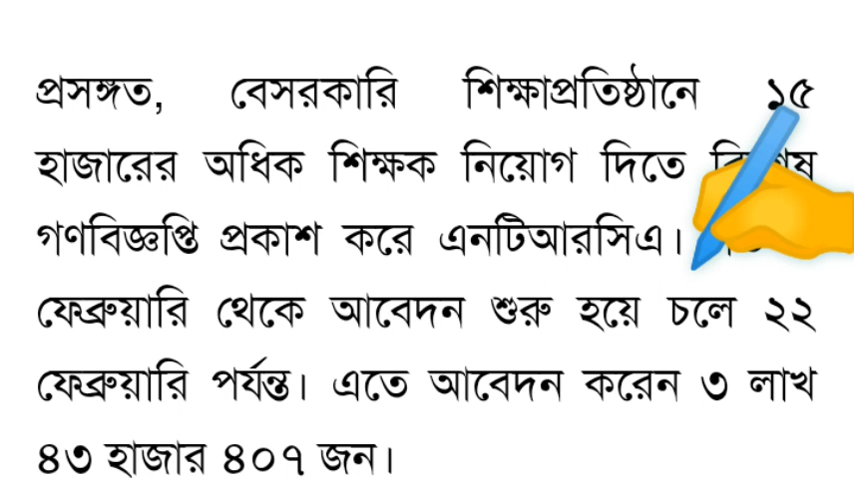 প্রসঙ্গত, বেসরকারি শিক্ষাপ্রতিষ্ঠানে ১৫
হাজারের অধিক শিক্ষক নিয়োগ দিতে
গণবিজ্ঞপ্তি প্রকাশ করে এনটিআরসিএ।
ফেব্রুয়ারি থেকে আবেদন শুরু হয়ে চলে ২২
ফেব্রুয়ারি পর্যন্ত। এতে আবেদন করেন ৩ লাখ
৪৩ হাজার ৪০৭ জন।